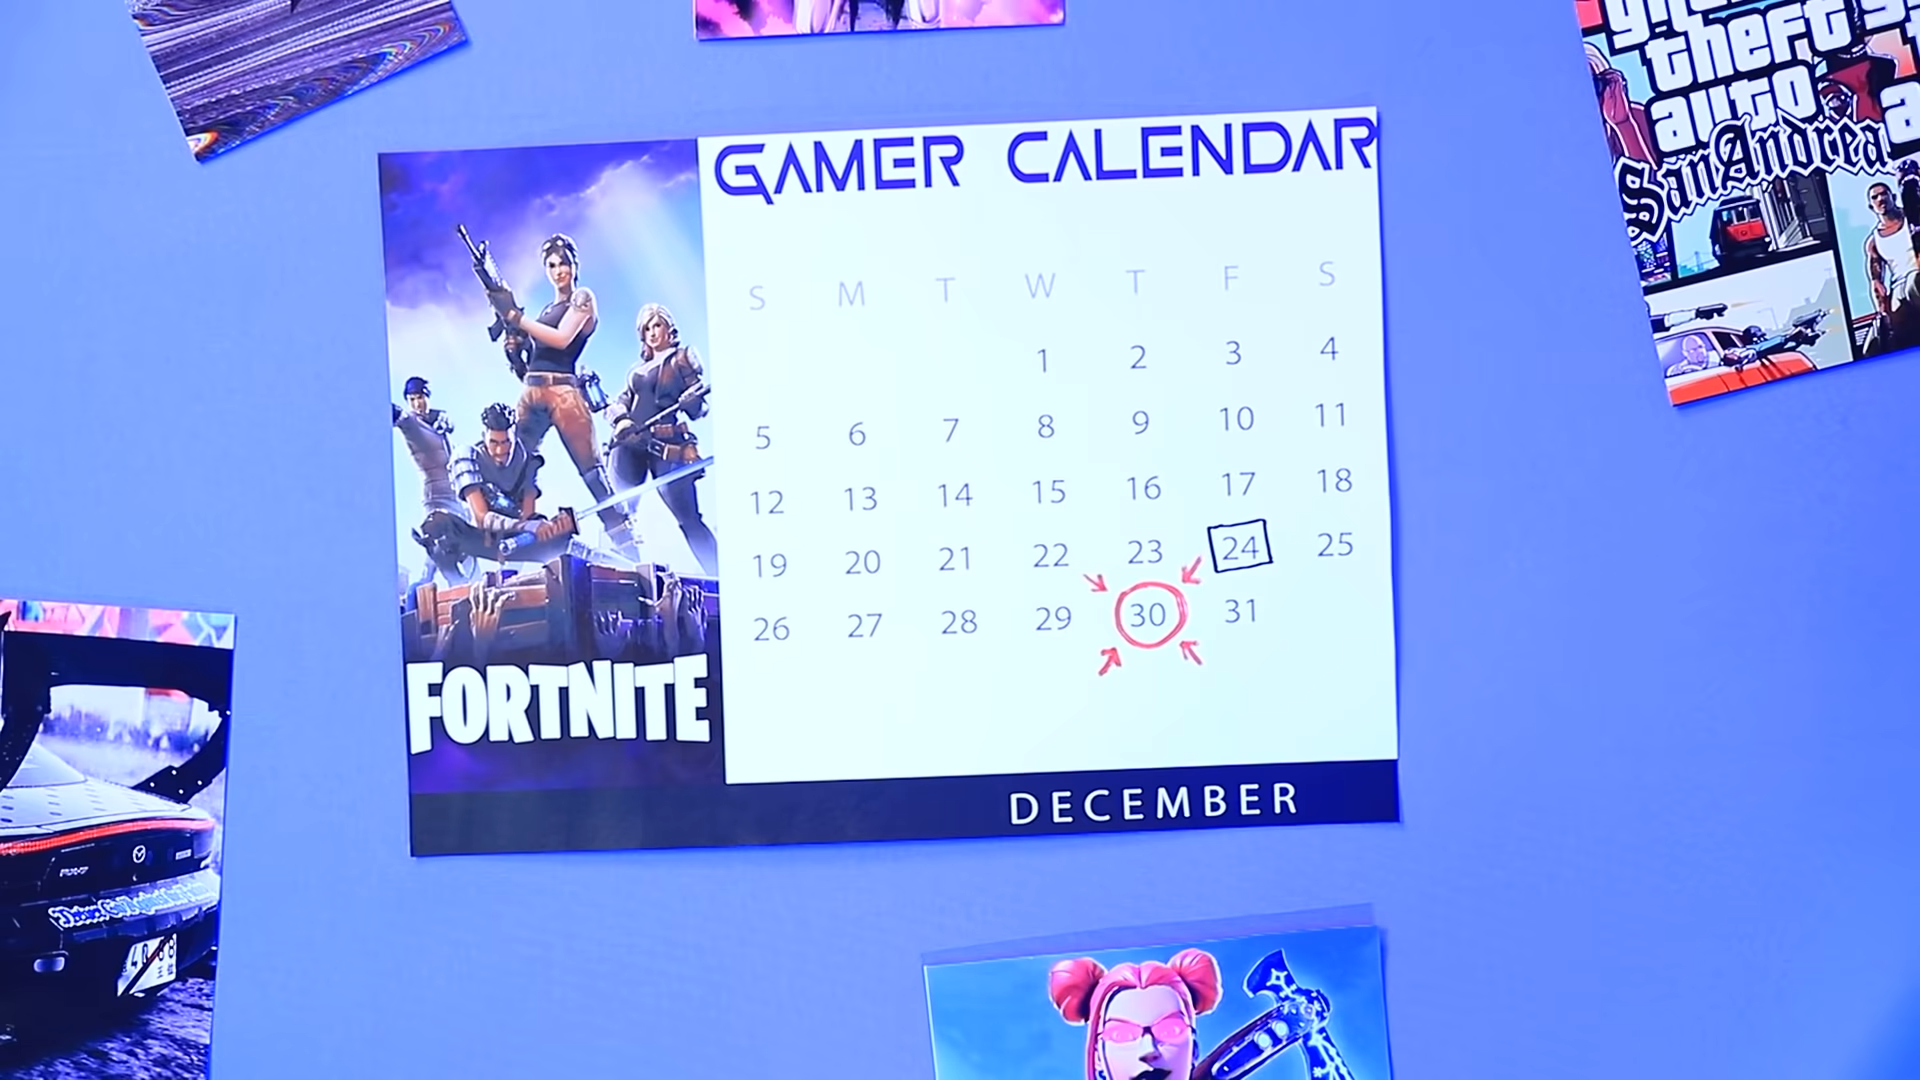 theft
auto
San Andrea
GAMER CALENDAR
S M T W T F S
1 2 3 4
5 6 7 8 9 10 11
12 13 14 15 16 17 18
19 20 21 22 23 24 25
26 27 28 29 30 31
FORTNITE
DECEMBER